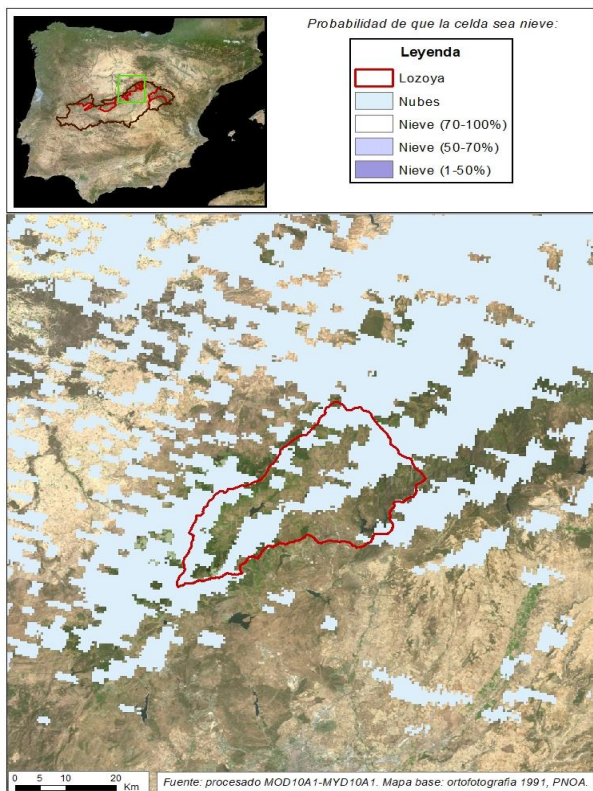 Probabilidad de que la celda sea nieve:
Leyenda
Lozoya
Nubes
Nieve (70-100%)
Nieve (50-70%)
Nieve (1-50%)
0 5 10 20
Km
Fuente: procesado MOD10A1-MYD10A1. Mapa base: ortofotografía 1991, PNOA.